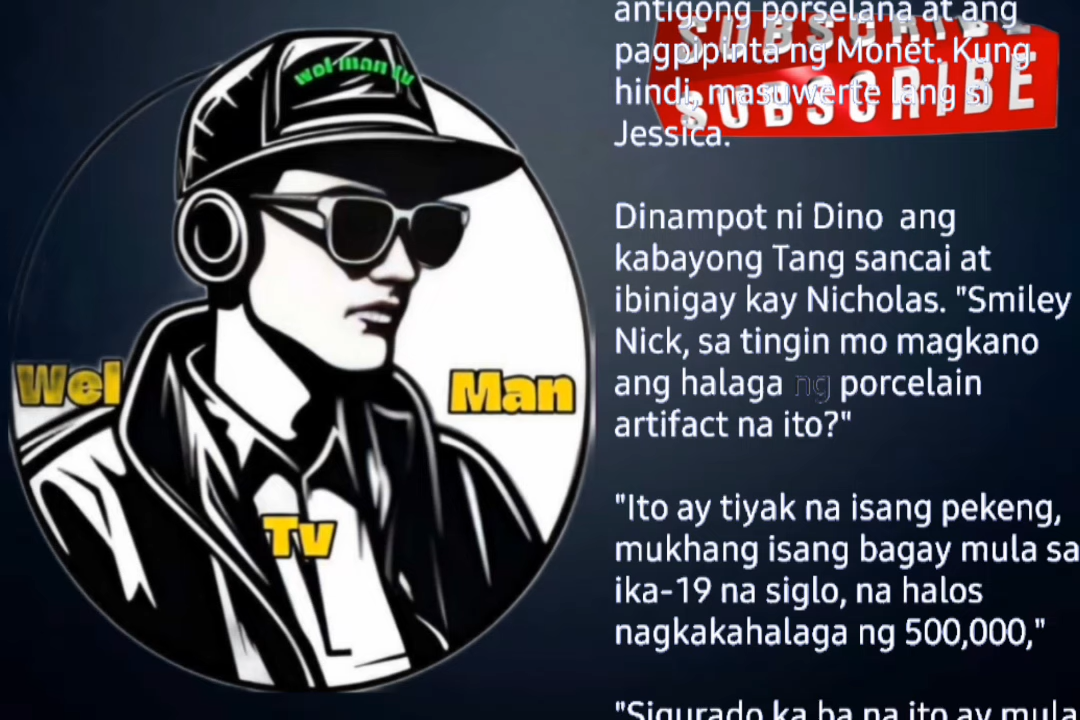 wel man tv
Wel
Man
Tv
SUBSCRIBE
SUBSCRIBE
antigong porselana at ang
pagpipinta ng Monet. Kung
hindi, masuwerte lang si
Jessica.
Dinampot ni Dino ang
kabayong Tang sancai at
ibinigay kay Nicholas. "Smiley
Nick, sa tingin mo magkano
ang halaga ng porcelain
artifact na ito?"
"Ito ay tiyak na isang pekeng,
mukhang isang bagay mula sa
ika-19 na siglo, na halos
nagkakahalaga ng 500,000,"
"Sigurado ka ba na ito ay mula